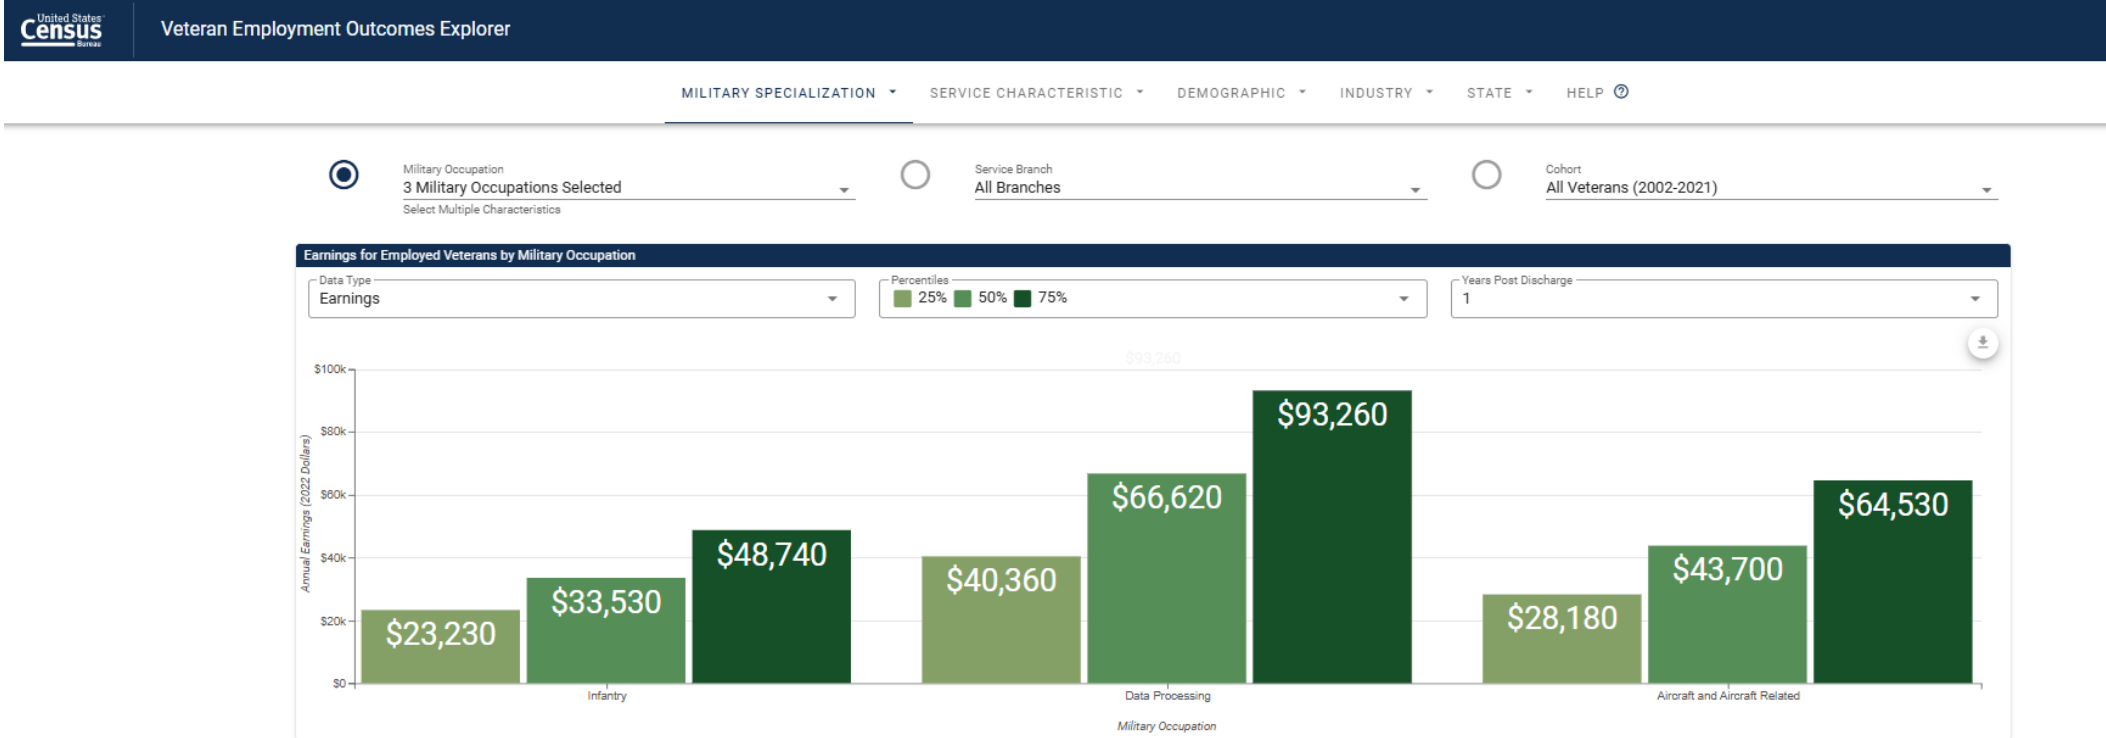 United States
Census
Bureau
Veteran Employment Outcomes Explorer
MILITARY SPECIALIZATION
SERVICE CHARACTERISTIC
DEMOGRAPHIC
INDUSTRY
STATE
HELP
Military Occupation
3 Military Occupations Selected
Select Multiple Characteristics
Service Branch
All Branches
Cohort
All Veterans (2002-2021)
Earnings for Employed Veterans by Military Occupation
Data Type
Earnings
Percentiles
25% 50% 75%
Years Post Discharge
1
$93,260
$100k
$80k
$60k
$40k
$20k
$0
Annual Earnings (2022 Dollars)
$23,230
$33,530
$48,740
$40,360
$66,620
$93,260
$28,180
$43,700
$64,530
Infantry
Data Processing
Aircraft and Aircraft Related
Military Occupation